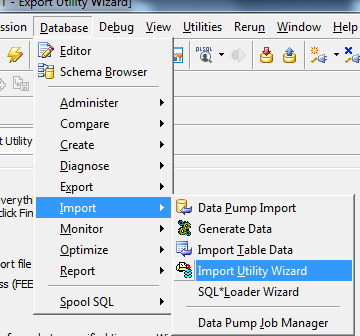 - Export Utility Wizard]
ssion Database Debug View Utilities Rerun Window Help
Editor
Schema Browser
PLSQL
Administer
Compare
Create
t Utility
Diagnose
Export
everyth
click Fin
Import
Data Pump Import
Monitor
Generate Data
Optimize
Import Table Data
ort file
Report
Import Utility Wizard
ss (FEE
SQL*Loader Wizard
Spool SQL
Data Pump Job Manager